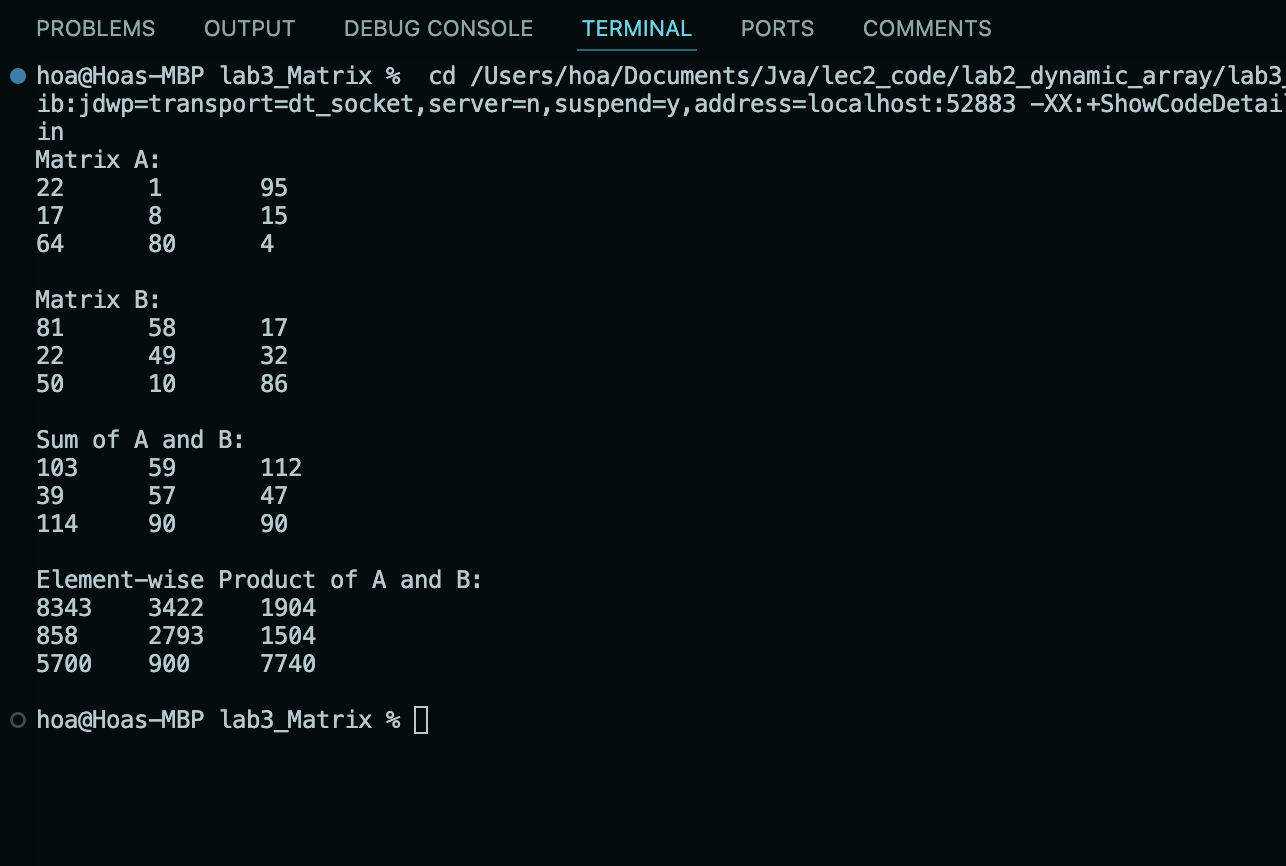 PROBLEMS OUTPUT DEBUG CONSOLE TERMINAL PORTS COMMENTS
hoa@Hoas-MBP lab3_Matrix %  cd /Users/hoa/Documents/Jva/lec2_code/lab2_dynamic_array/lab3_
ib:jdwp=transport=dt_socket,server=n,suspend=y,address=localhost:52883 -XX:+ShowCodeDetail
in
Matrix A:
22 1 95
17 8 15
64 80 4
Matrix B:
81 58 17
22 49 32
50 10 86
Sum of A and B:
103 59 112
39 57 47
114 90 90
Element-wise Product of A and B:
8343 3422 1904
858 2793 1504
5700 900 7740
hoa@Hoas-MBP lab3_Matrix %